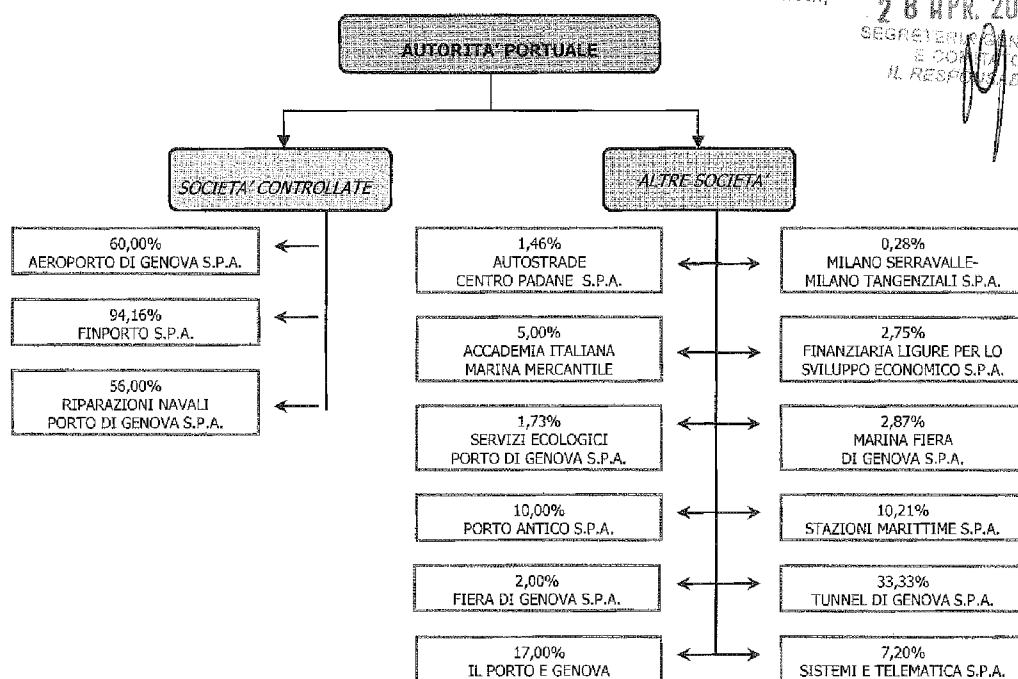 2 8 APR. 20
E COMITATO
AUTORITA' PORTUALE
SOCIETA' CONTROLLATE
ALTRE SOCIETA'
60,00%
AEROPORTO DI GENOVA S.P.A.
94,16%
FINPORTO S.P.A.
56,00%
RIPARAZIONI NAVALI
PORTO DI GENOVA S.P.A.
1,46%
AUTOSTRADE
CENTRO PADANE S.P.A.
0,28%
MILANO SERRAVALLE-
MILANO TANGENZIALI S.P.A.
5,00%
ACCADEMIA ITALIANA
MARINA MERCANTILE
2,75%
FINANZIARIA LIGURE PER LO
SVILUPPO ECONOMICO S.P.A.
1,73%
SERVIZI ECOLOGICI
PORTO DI GENOVA S.P.A.
2,87%
MARINA FIERA
DI GENOVA S.P.A.
10,00%
PORTO ANTICO S.P.A.
10,21%
STAZIONI MARITTIME S.P.A.
2,00%
FIERA DI GENOVA S.P.A.
33,33%
TUNNEL DI GENOVA S.P.A.
17,00%
IL PORTO E GENOVA
7,20%
SISTEMI E TELEMATICA S.P.A.